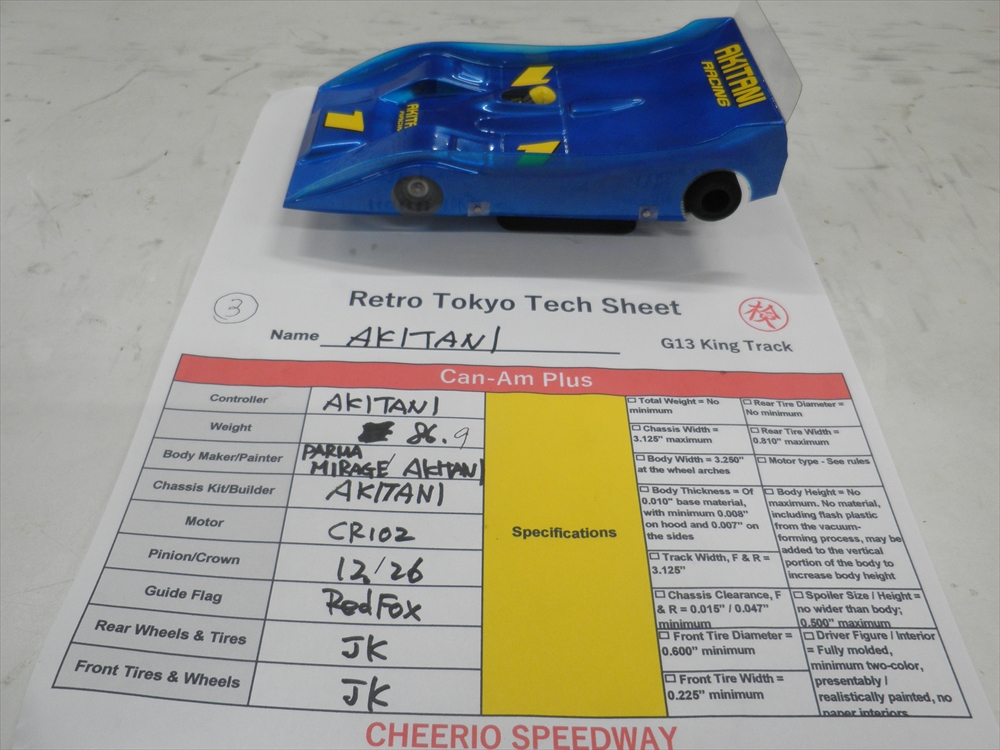 AKITANI
RACING
AKITA
RACING
1
1
3
Retro Tokyo Tech Sheet
検
Name AKITANI
G13 King Track
Can-Am Plus
Controller AKITANI
Weight 86.9
Body Maker/Painter PARMA
MIRAGE/AKITANI
Chassis Kit/Builder AKITANI
Motor CR102
Pinion/Crown 12/26
Guide Flag RedFox
Rear Wheels & Tires JK
Front Tires & Wheels JK
Specifications
Total Weight = No
minimum
Rear Tire Diameter =
No minimum
Chassis Width =
3.125" maximum
Rear Tire Width =
0.810" maximum
Body Width = 3.250"
at the wheel arches
Motor type - See rules
Body Thickness = Of
0.010" base material,
with minimum 0.008"
on hood and 0.007" on
the sides
Body Height = No
maximum. No material,
including flash plastic
from the vacuum-
forming process, may be
added to the vertical
portion of the body to
increase body height
Track Width, F & R =
3.125"
Chassis Clearance, F
& R = 0.015" / 0.047"
minimum
Spoiler Size / Height =
no wider than body;
0.500" maximum
Front Tire Diameter =
0.600" minimum
Driver Figure / Interior
= Fully molded,
minimum two-color,
presentably /
realistically painted, no
paper interiors
Front Tire Width =
0.225" minimum
CHEERIO SPEEDWAY